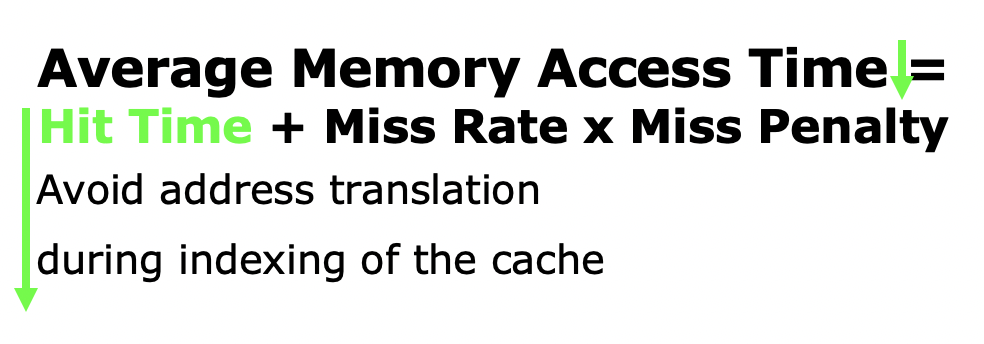 Average Memory Access Time =
Hit Time + Miss Rate x Miss Penalty
Avoid address translation
during indexing of the cache